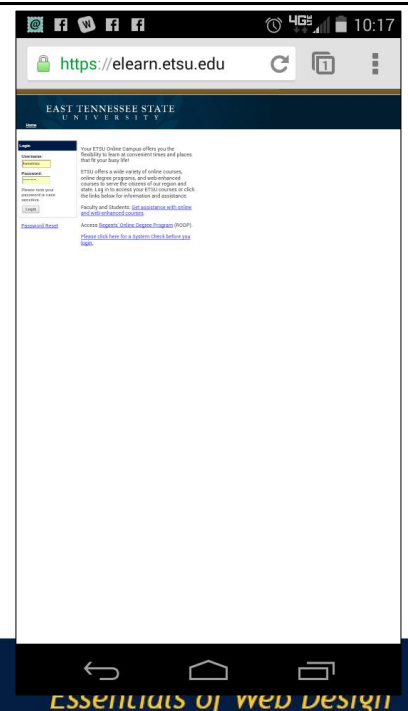 4G 10:17
https://elearn.etsu.edu 1
EAST TENNESSEE STATE
UNIVERSITY
Home
Login
Username:
Password:
Please note your
password is case
sensitive.
Login
Password Reset
Your ETSU Online Campus offers you the
flexibility to learn at convenient times and places
that fit your busy life!
ETSU offers a wide variety of online courses,
online degree programs, and web-enhanced
courses to serve the citizens of our region and
state. Log in to access your ETSU courses or click
the links below for information and assistance.
Faculty and Students: Get assistance with online
and web-enhanced courses
Access Regents' Online Degree Program (RODP)
Please click here for a System Check before you
login.
Essentials of Web Design